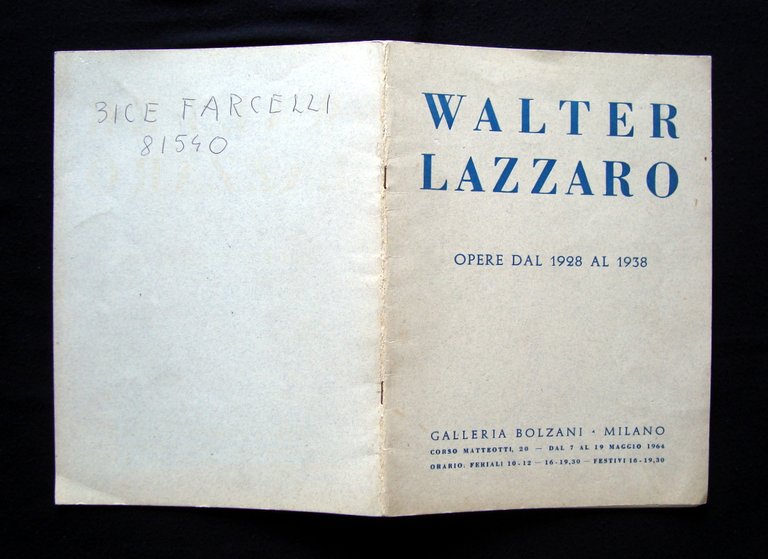 3ICE FARCELLI
81540
WALTER
LAZZARO
OPERE DAL 1928 AL 1938
GALLERIA BOLZANI • MILANO
CORSO MATTEOTTI, 20 — DAL 7 AL 19 MAGGIO 1964
ORARIO: FERIALI 10-12 — 16-19,30 — FESTIVI 16-19,30